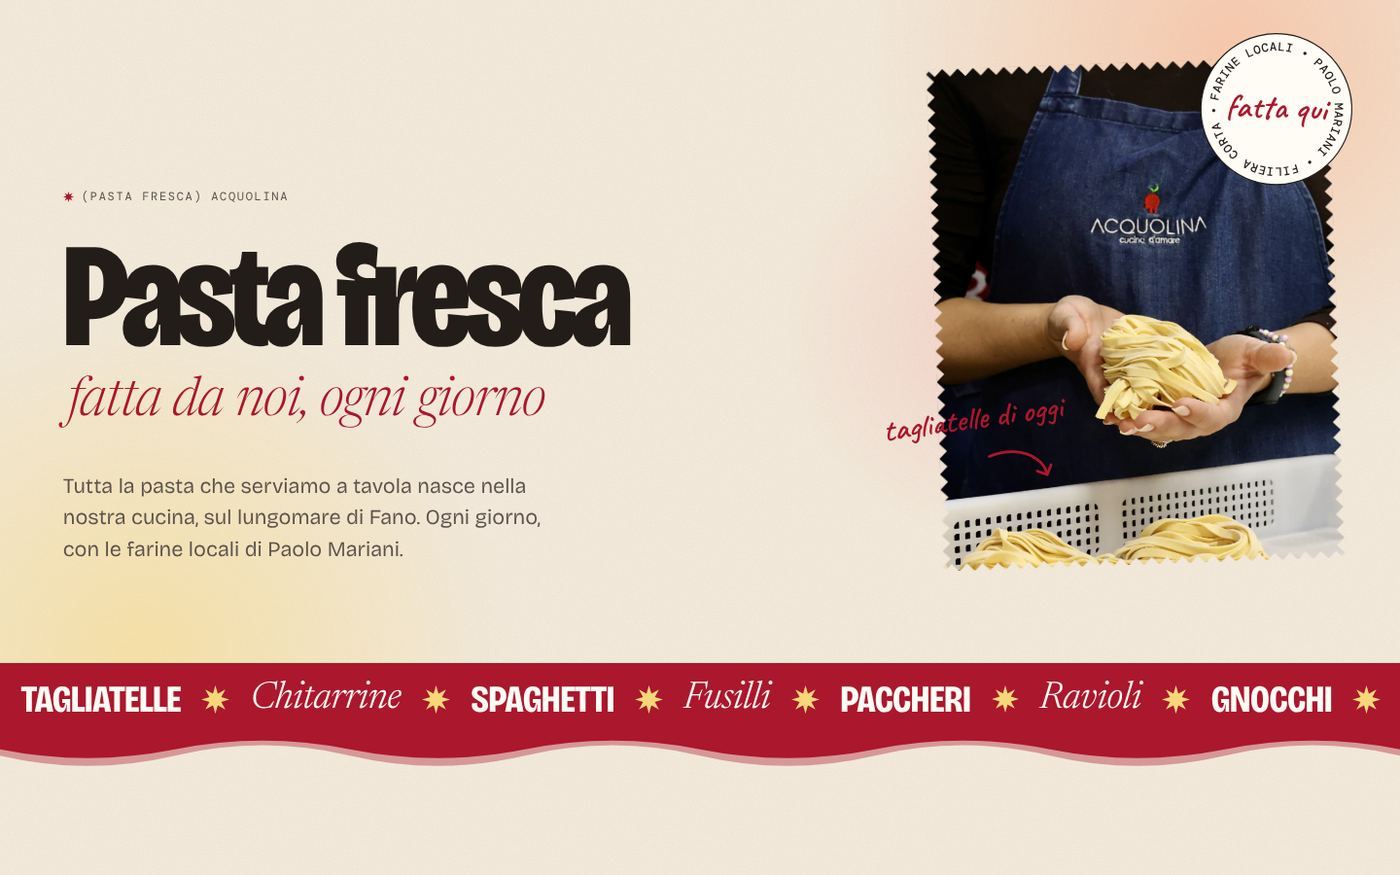 (PASTA FRESCA) ACQUOLINA
Pasta fresca
fatta da noi, ogni giorno
Tutta la pasta che serviamo a tavola nasce nella
nostra cucina, sul lungomare di Fano. Ogni giorno,
con le farine locali di Paolo Mariani.
FARINE LOCALI • PAOLO MARIANI • FILIERA CORTA •
fatta qui
ACQUOLINA
cucina d'amare
tagliatelle di oggi
TAGLIATELLE Chitarrine SPAGHETTI Fusilli PACCHERI Ravioli GNOCCHI